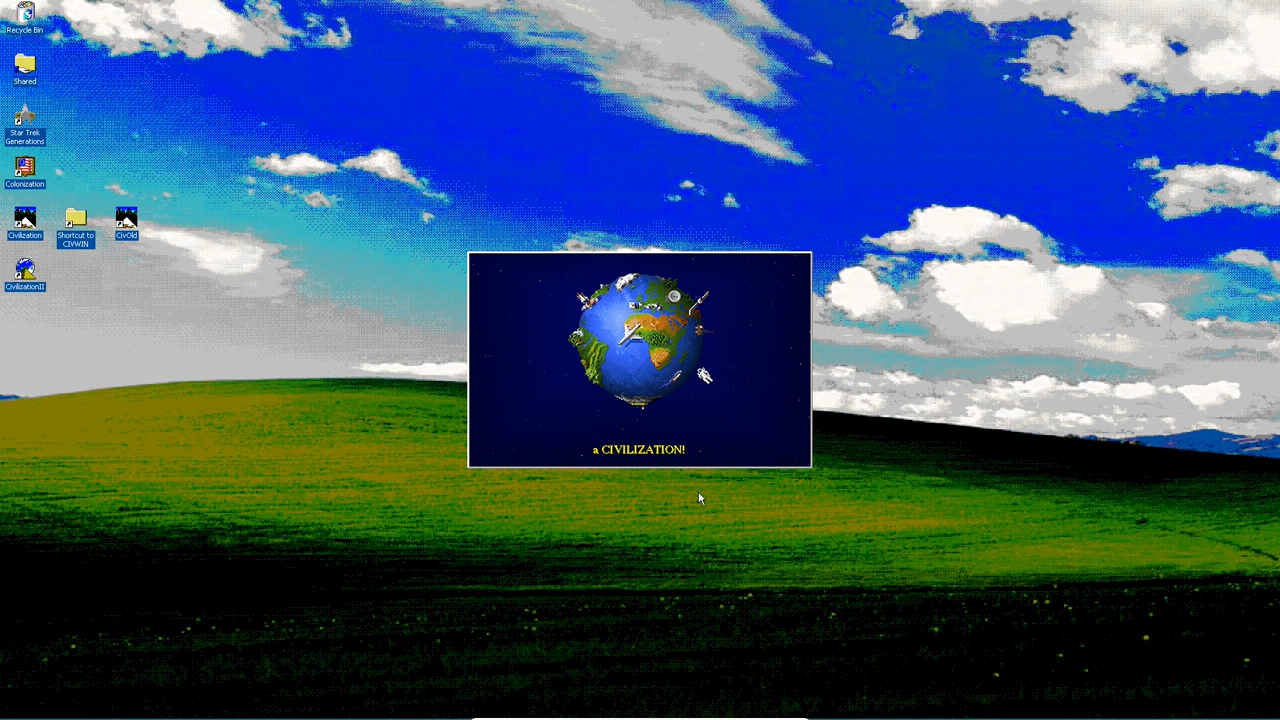 Recycle Bin
Shared
Star Trek
Generations
Colonization
Civilization
Shortcut to
CIVWIN
CivOld
CivilizationII
a CIVILIZATION!